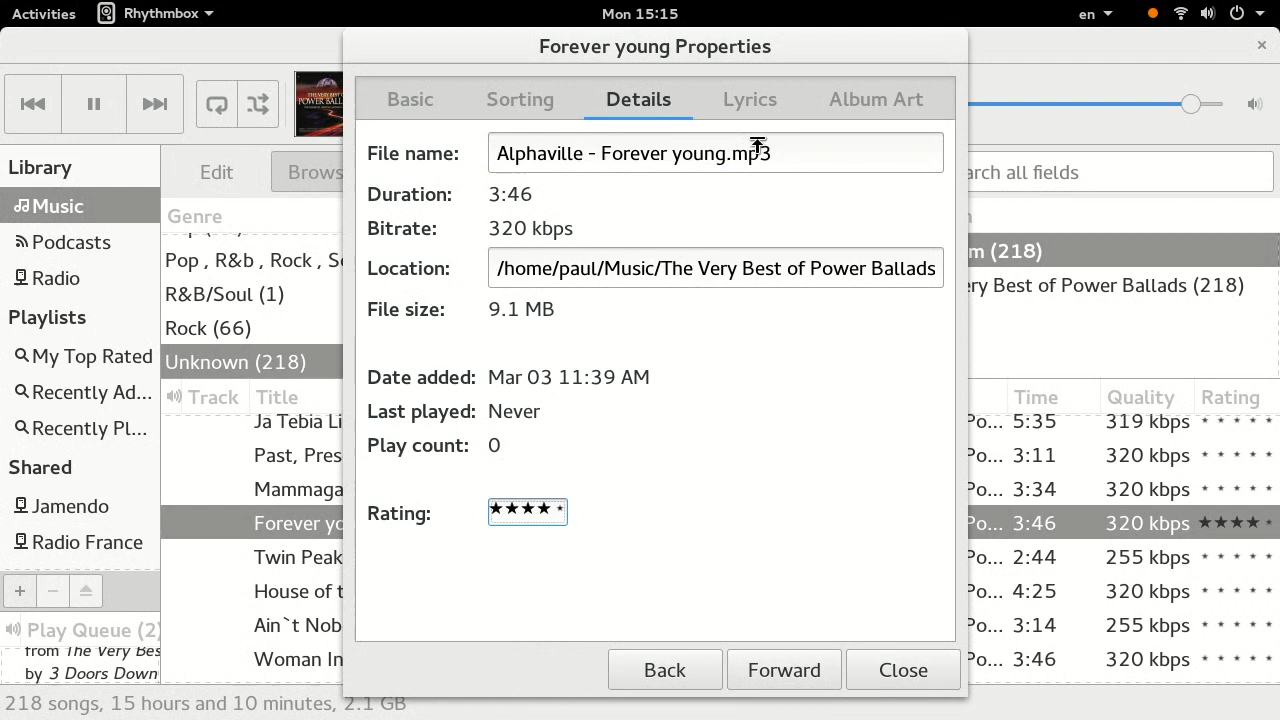 Activities Rhythmbox Mon 15:15 en
Forever young Properties
Basic Sorting Details Lyrics Album Art
File name: Alphaville - Forever young.mp3
Duration: 3:46
Bitrate: 320 kbps
Location: /home/paul/Music/The Very Best of Power Ballads
File size: 9.1 MB
Date added: Mar 03 11:39 AM
Last played: Never
Play count: 0
Rating: ★★★★
Back Forward Close
Library
Music
Podcasts
Radio
Playlists
My Top Rated
Recently Ad...
Recently Pl...
Shared
Jamendo
Radio France
Play Queue (2)
from The Very Bes
by 3 Doors Down
Edit Brows
arch all fields
Genre
Pop , R&b , Rock , S
R&B/Soul (1)
Rock (66)
Unknown (218)
m (218)
ery Best of Power Ballads (218)
Track Title Time Quality Rating
Ja Tebia Li Po... 5:35 319 kbps
Past, Pres Po... 3:11 320 kbps
Mammaga Po... 3:34 320 kbps
Forever yo Po... 3:46 320 kbps ★★★★
Twin Peak Po... 2:44 255 kbps
House of t Po... 4:25 320 kbps
Ain`t Nob Po... 3:14 255 kbps
Woman In Po... 3:46 320 kbps
218 songs, 15 hours and 10 minutes, 2.1 GB